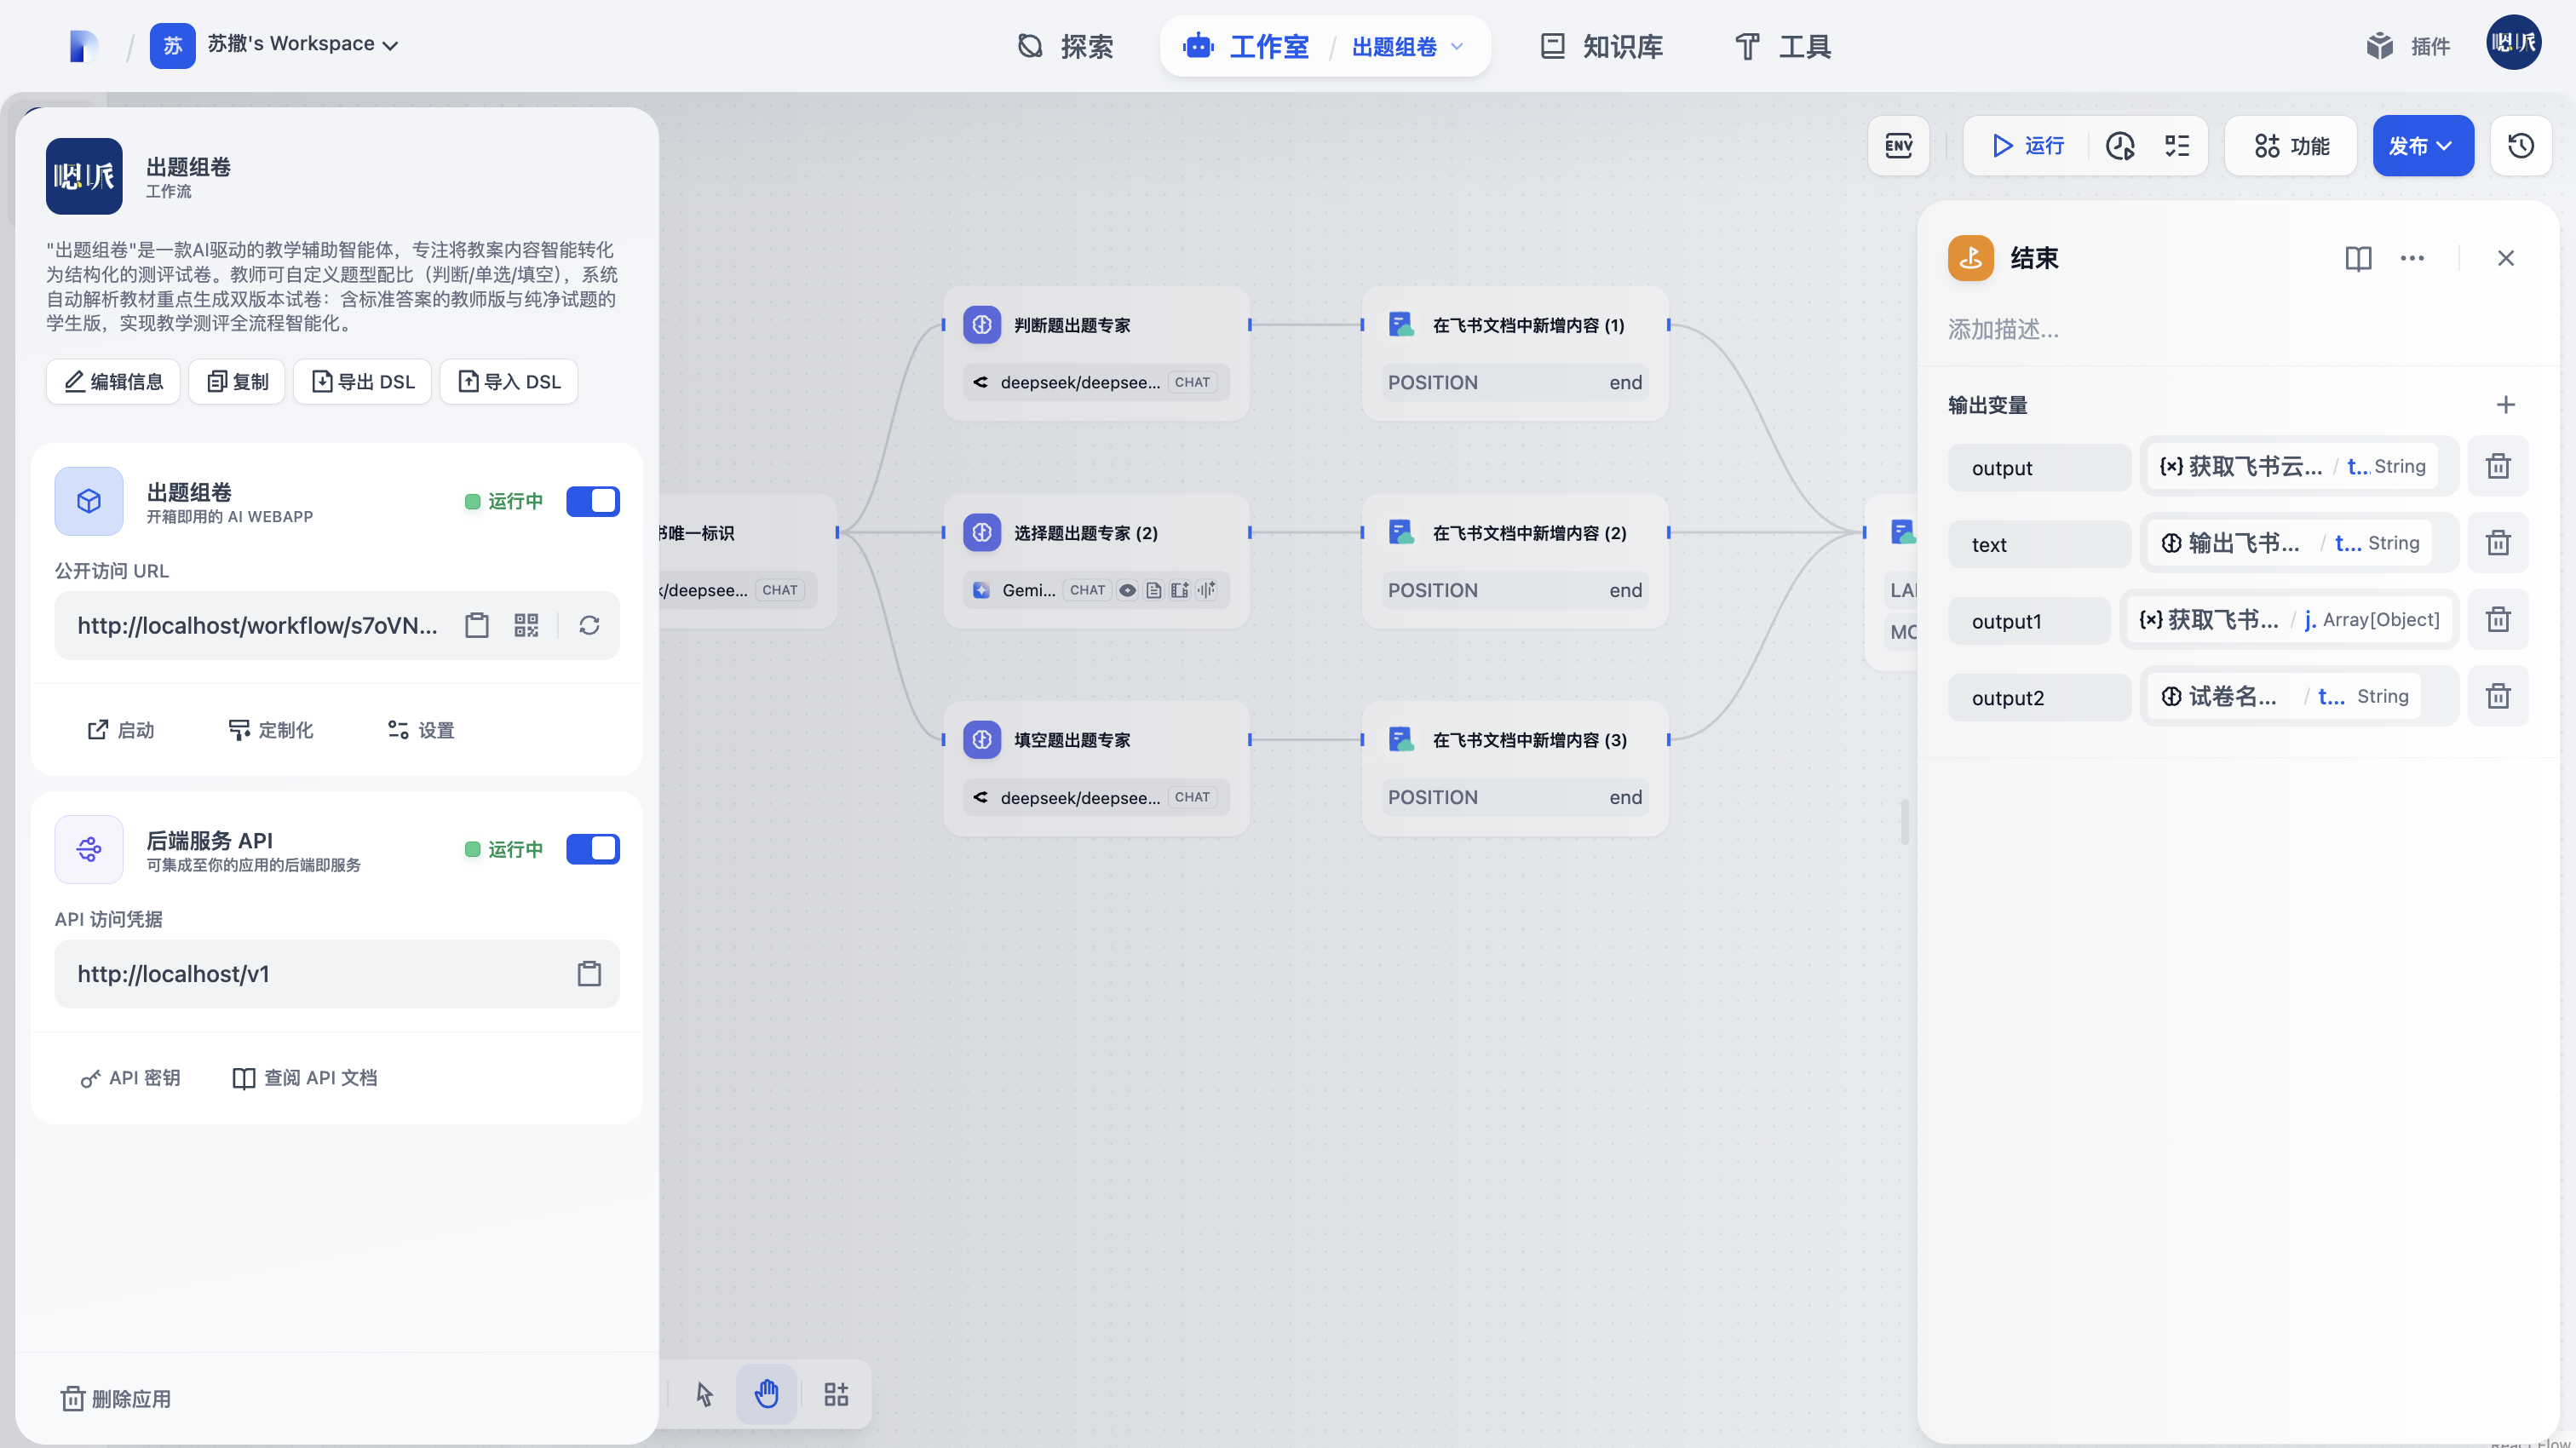 苏
苏撒's Workspace
探索
工作室
/
出题组卷
知识库
工具
插件
嗯哌
嗯哌
出题组卷
工作流
"出题组卷"是一款AI驱动的教学辅助智能体，专注将教案内容智能转化
为结构化的测评试卷。教师可自定义题型配比（判断/单选/填空），系统
自动解析教材重点生成双版本试卷：含标准答案的教师版与纯净试题的
学生版，实现教学测评全流程智能化。
编辑信息
复制
导出 DSL
导入 DSL
出题组卷
开箱即用的 AI WEBAPP
运行中
公开访问 URL
http://localhost/workflow/s7oVN...
启动
定制化
设置
后端服务 API
可集成至你的应用的后端即服务
运行中
API 访问凭据
http://localhost/v1
API 密钥
查阅 API 文档
删除应用
书唯一标识
k/deepsee...
CHAT
判断题出题专家
deepseek/deepsee...
CHAT
在飞书文档中新增内容 (1)
POSITION
end
选择题出题专家 (2)
Gemi...
CHAT
在飞书文档中新增内容 (2)
POSITION
end
填空题出题专家
deepseek/deepsee...
CHAT
在飞书文档中新增内容 (3)
POSITION
end
ENV
运行
功能
发布
结束
添加描述...
输出变量
output
{x} 获取飞书云... / t... String
text
输出飞书... / t... String
output1
{x} 获取飞书... / j. Array[Object]
output2
试卷名... / t... String